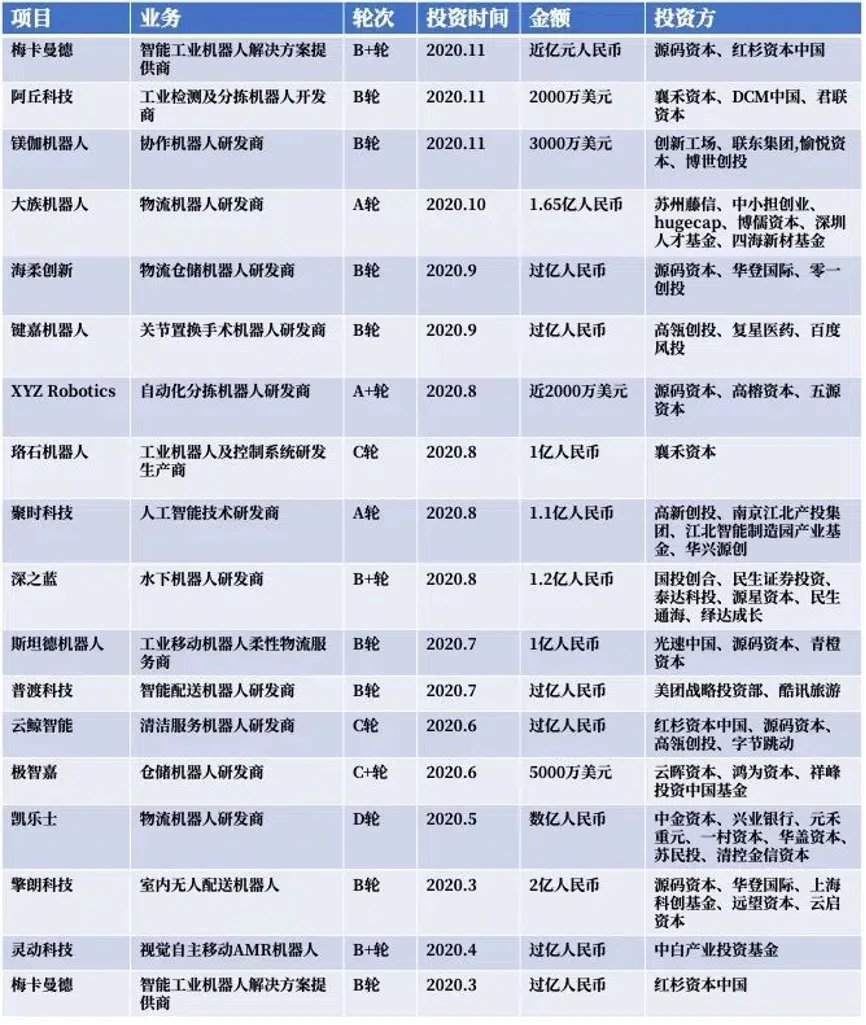 项目 业务 轮次 投资时间 金额 投资方
梅卡曼德 智能工业机器人解决方案提 B+轮 2020.11 近亿元人民币 源码资本、红杉资本中国
供商
阿丘科技 工业检测及分拣机器人开发 B轮 2020.11 2000万美元 襄禾资本、DCM中国、君联
商 资本
镁伽机器人 协作机器人研发商 B轮 2020.11 3000万美元 创新工场、联东集团,愉悦资
本、博世创投
大族机器人 物流机器人研发商 A轮 2020.10 1.65亿人民币 苏州藤信、中小担创业、
hugecap、博儒资本、深圳
人才基金、四海新材基金
海柔创新 物流仓储机器人研发商 B轮 2020.9 过亿人民币 源码资本、华登国际、零一
创投
键嘉机器人 关节置换手术机器人研发商 B轮 2020.9 过亿人民币 高瓴创投、复星医药、百度
风投
XYZ Robotics 自动化分拣机器人研发商 A+轮 2020.8 近2000万美元 源码资本、高榕资本、五源
资本
珞石机器人 工业机器人及控制系统研发 C轮 2020.8 1亿人民币 襄禾资本
生产商
聚时科技 人工智能技术研发商 A轮 2020.8 1.1亿人民币 高新创投、南京江北产投集
团、江北智能制造园产业基
金、华兴源创
深之蓝 水下机器人研发商 B+轮 2020.8 1.2亿人民币 国投创合、民生证券投资、
泰达科技、源星资本、民生
通海、绎达成长
斯坦德机器人 工业移动机器人柔性物流服 B轮 2020.7 1亿人民币 光速中国、源码资本、青橙
务商 资本
普渡科技 智能配送机器人研发商 B轮 2020.7 过亿人民币 美团战略投资部、酷讯旅游
云鲸智能 清洁服务机器人研发商 C轮 2020.6 过亿人民币 红杉资本中国、源码资本、
高瓴创投、字节跳动
极智嘉 仓储机器人研发商 C+轮 2020.6 5000万美元 云晖资本、鸿为资本、祥峰
投资中国基金
凯乐士 物流机器人研发商 D轮 2020.5 数亿人民币 中金资本、兴业银行、元禾
重元、一村资本、华盖资本、
苏民投、清控金信资本
擎朗科技 室内无人配送机器人 B轮 2020.3 2亿人民币 源码资本、华登国际、上海
科创基金、远望资本、云启
资本
灵动科技 视觉自主移动AMR机器人 B+轮 2020.4 过亿人民币 中白产业投资基金
梅卡曼德 智能工业机器人解决方案提 B轮 2020.3 过亿人民币 红杉资本中国
供商